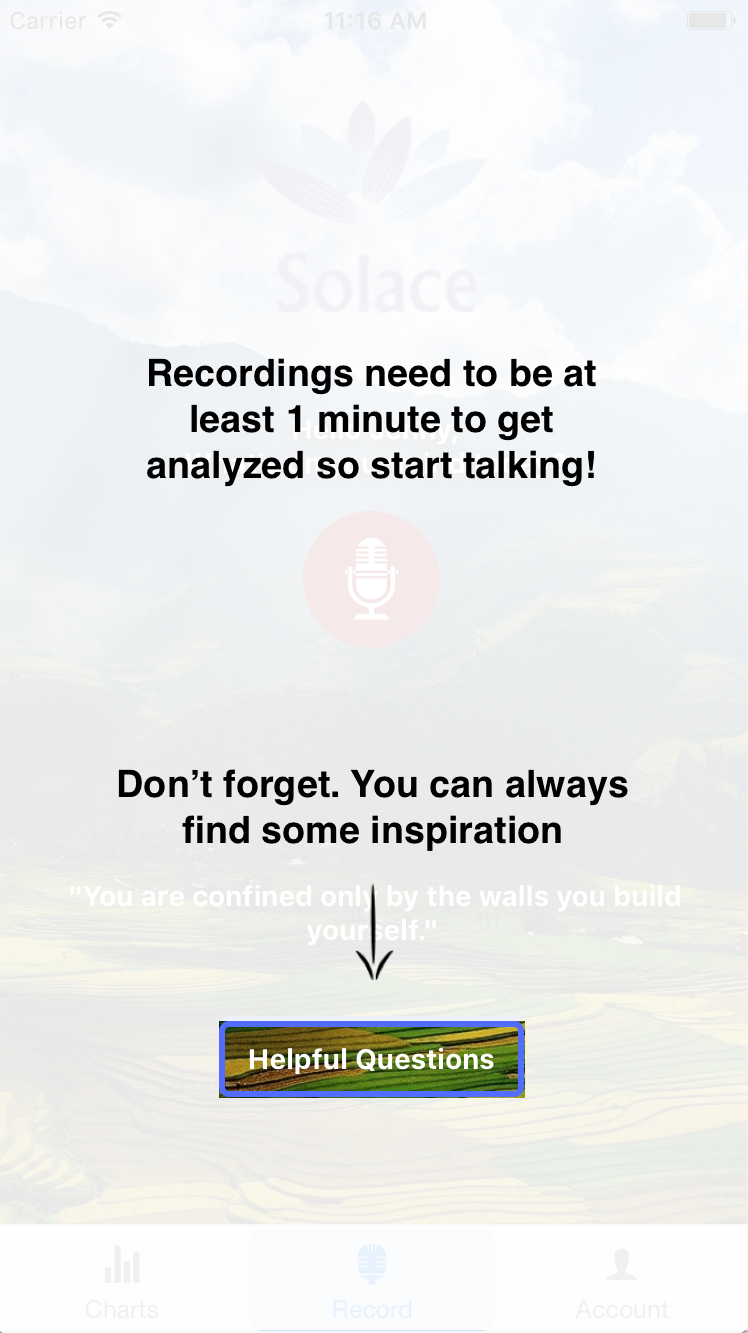 Carrier
11:16 AM
Solace
Recordings need to be at
least 1 minute to get
analyzed so start talking!
Don’t forget. You can always
find some inspiration
"You are confined only by the walls you build
yourself."
Helpful Questions
Charts
Record
Account